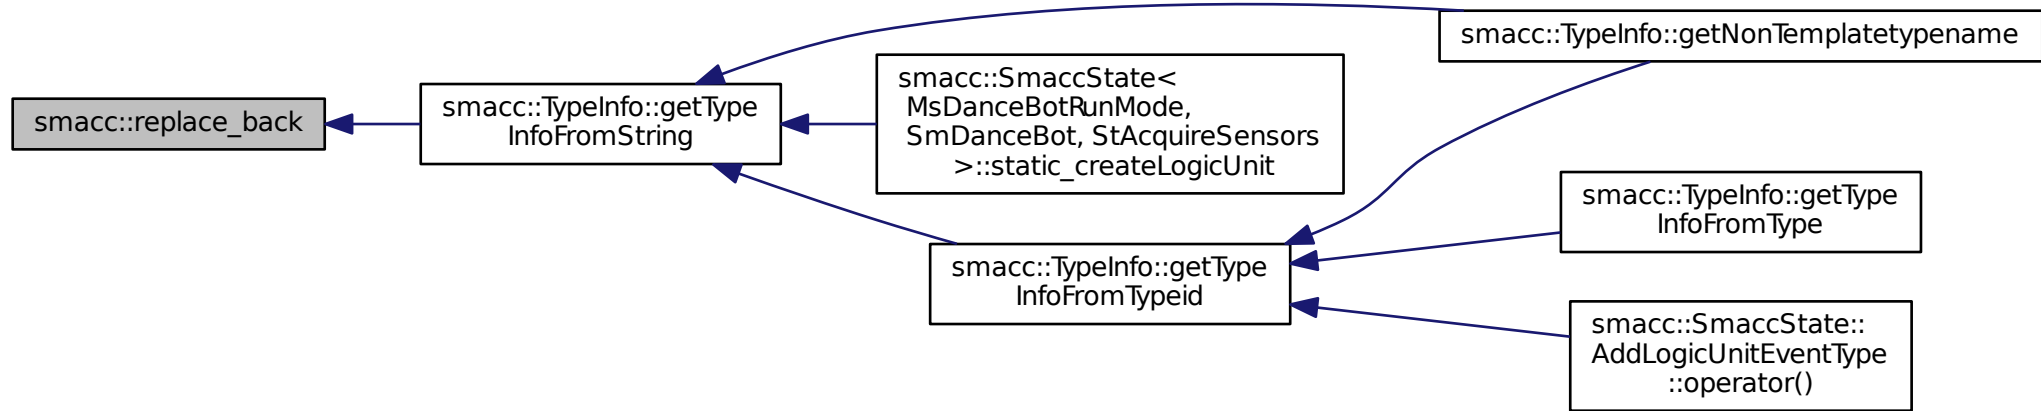 smacc::replace_back
smacc::TypeInfo::getType
InfoFromString
smacc::SmaccState<
MsDanceBotRunMode,
SmDanceBot, StAcquireSensors
>::static_createLogicUnit
smacc::TypeInfo::getType
InfoFromTypeid
smacc::TypeInfo::getNonTemplatetypename
smacc::TypeInfo::getType
InfoFromType
smacc::SmaccState::
AddLogicUnitEventType
::operator()